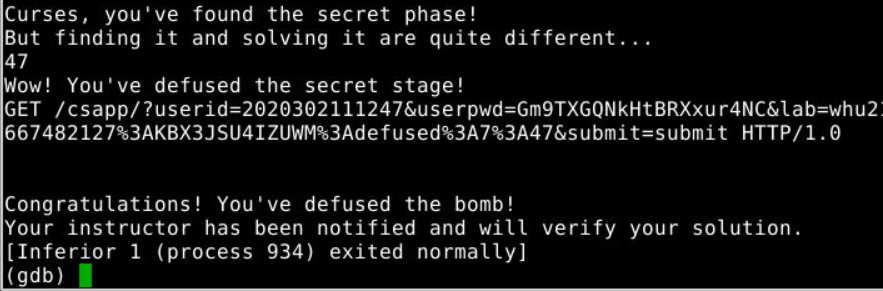 Curses, you've found the secret phase!
But finding it and solving it are quite different...
47
Wow! You've defused the secret stage!
GET /csapp/?userid=2020302111247&userpwd=Gm9TXGQNkHtBRXxur4NC&lab=whu21
667482127%3AKBX3JSU4IZUWM%3Adefused%3A7%3A47&submit=submit HTTP/1.0
Congratulations! You've defused the bomb!
Your instructor has been notified and will verify your solution.
[Inferior 1 (process 934) exited normally]
(gdb)